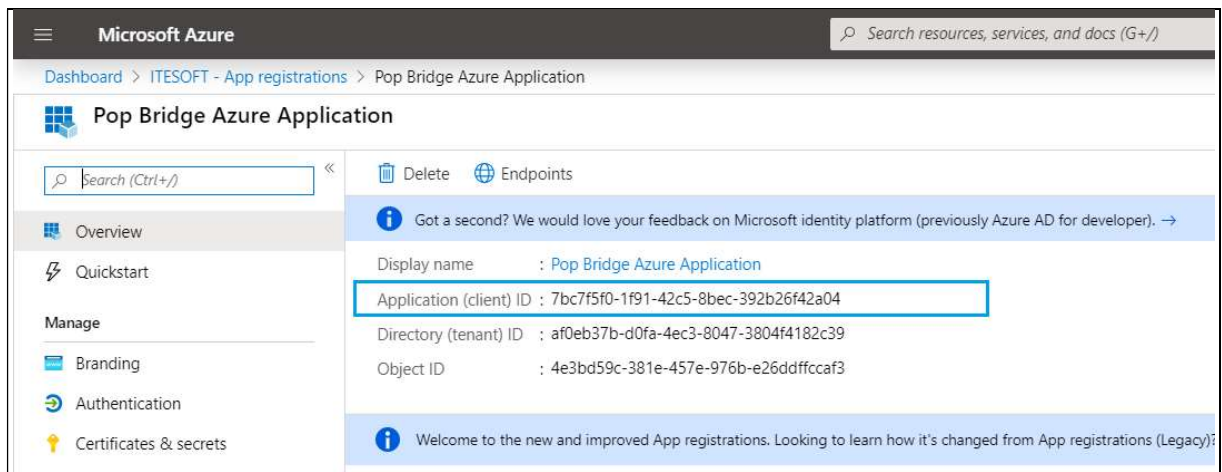 Microsoft Azure
Search resources, services, and docs (G+/)
Dashboard > ITESOFT - App registrations > Pop Bridge Azure Application
Pop Bridge Azure Application
Search (Ctrl+/)
«
Delete
Endpoints
Got a second? We would love your feedback on Microsoft identity platform (previously Azure AD for developer). →
Overview
Quickstart
Manage
Branding
Authentication
Certificates & secrets
Display name : Pop Bridge Azure Application
Application (client) ID : 7bc7f5f0-1f91-42c5-8bec-392b26f42a04
Directory (tenant) ID : af0eb37b-d0fa-4ec3-8047-3804f4182c39
Object ID : 4e3bd59c-381e-457e-976b-e26ddffccaf3
Welcome to the new and improved App registrations. Looking to learn how it's changed from App registrations (Legacy)?